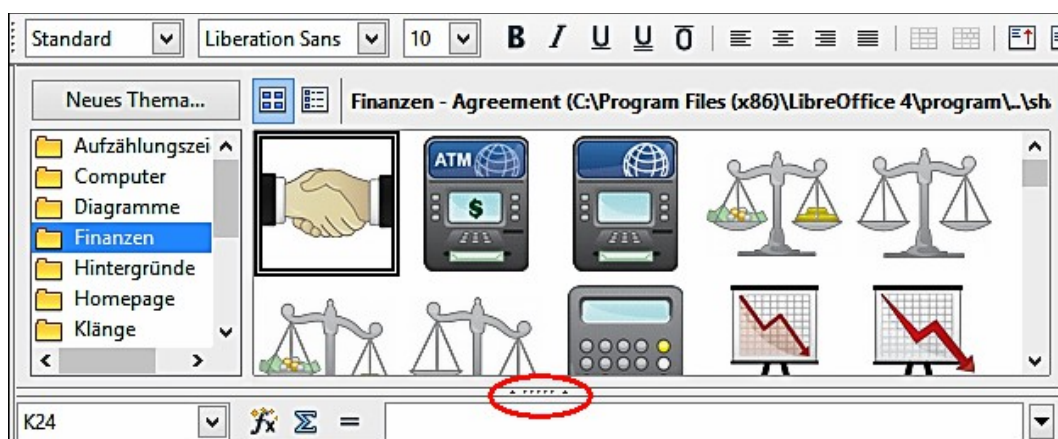 Standard Liberation Sans 10 B I U U O
Neues Thema... Finanzen - Agreement (C:\Program Files (x86)\LibreOffice 4\program\..\sh
Aufzählungszei
Computer
Diagramme
Finanzen
Hintergründe
Homepage
Klänge
ATM
$
K24 fx Σ =